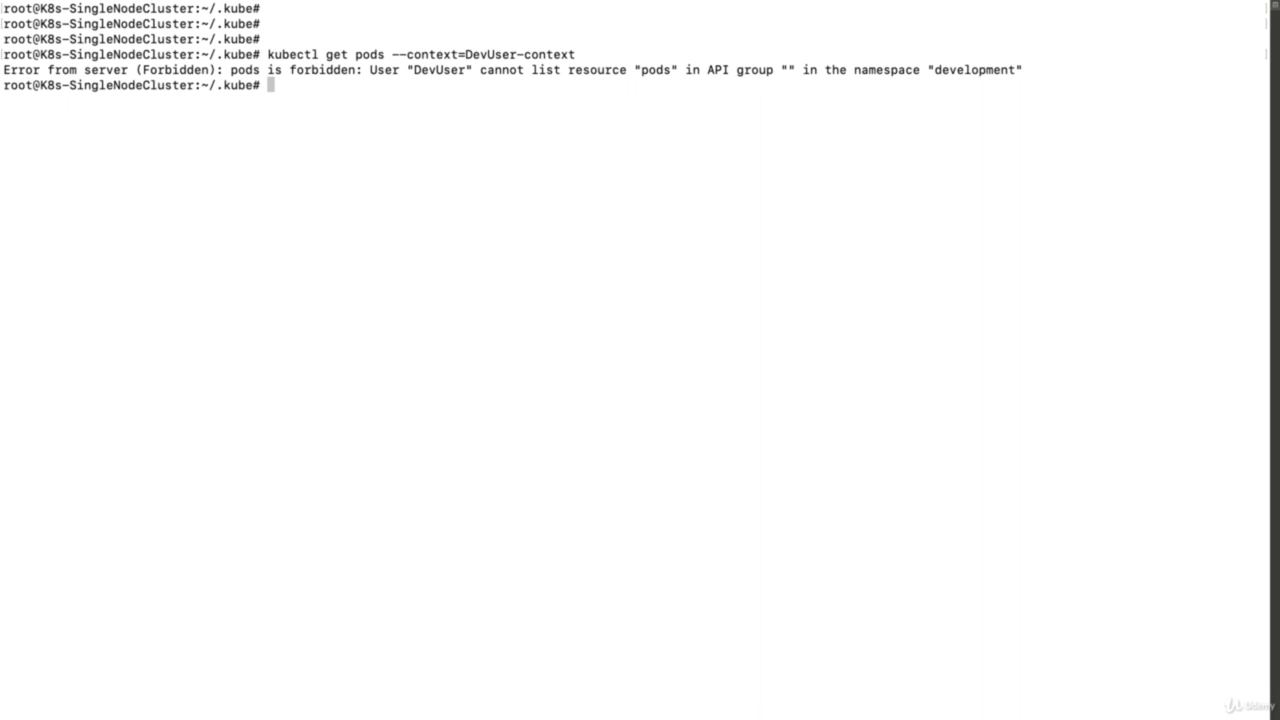 root@K8s-SingleNodeCluster:~/.kube#
root@K8s-SingleNodeCluster:~/.kube#
root@K8s-SingleNodeCluster:~/.kube#
root@K8s-SingleNodeCluster:~/.kube# kubectl get pods --context=DevUser-context
Error from server (Forbidden): pods is forbidden: User "DevUser" cannot list resource "pods" in API group "" in the namespace "development"
root@K8s-SingleNodeCluster:~/.kube#
Udemy